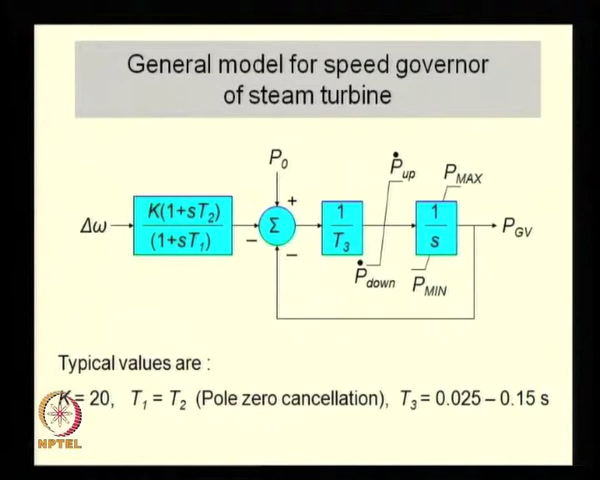 General model for speed governor
of steam turbine
P₀
Ṗup
PMAX
Δω
K(1+sT₂)
(1+sT₁)
+
−
−
Σ
1
T₃
1
s
PGV
Ṗdown
PMIN
Typical values are :
K = 20, T₁ = T₂ (Pole zero cancellation), T₃ = 0.025 – 0.15 s
NPTEL